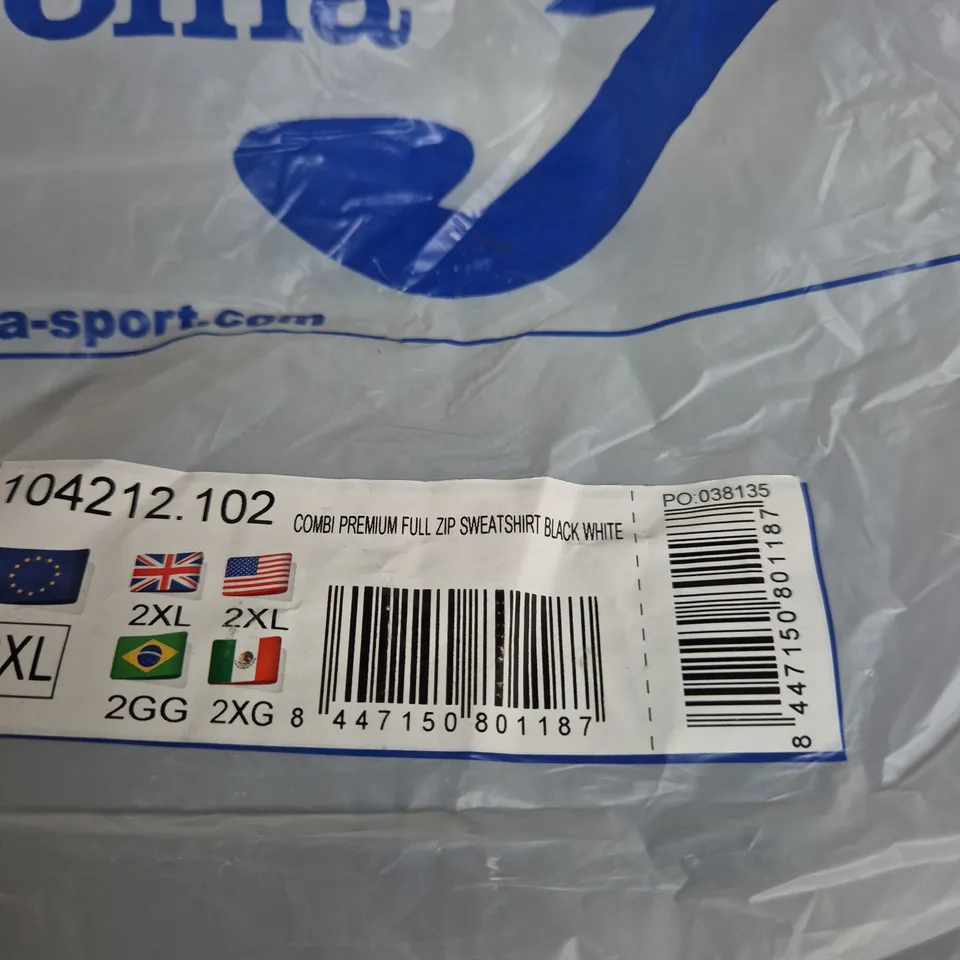 oma
a-sport.com
104212.102
COMBI PREMIUM FULL ZIP SWEATSHIRT BLACK WHITE
PO:038135
2XL 2XL
XL
2GG 2XG
8 447150 801187
8 447150 801187